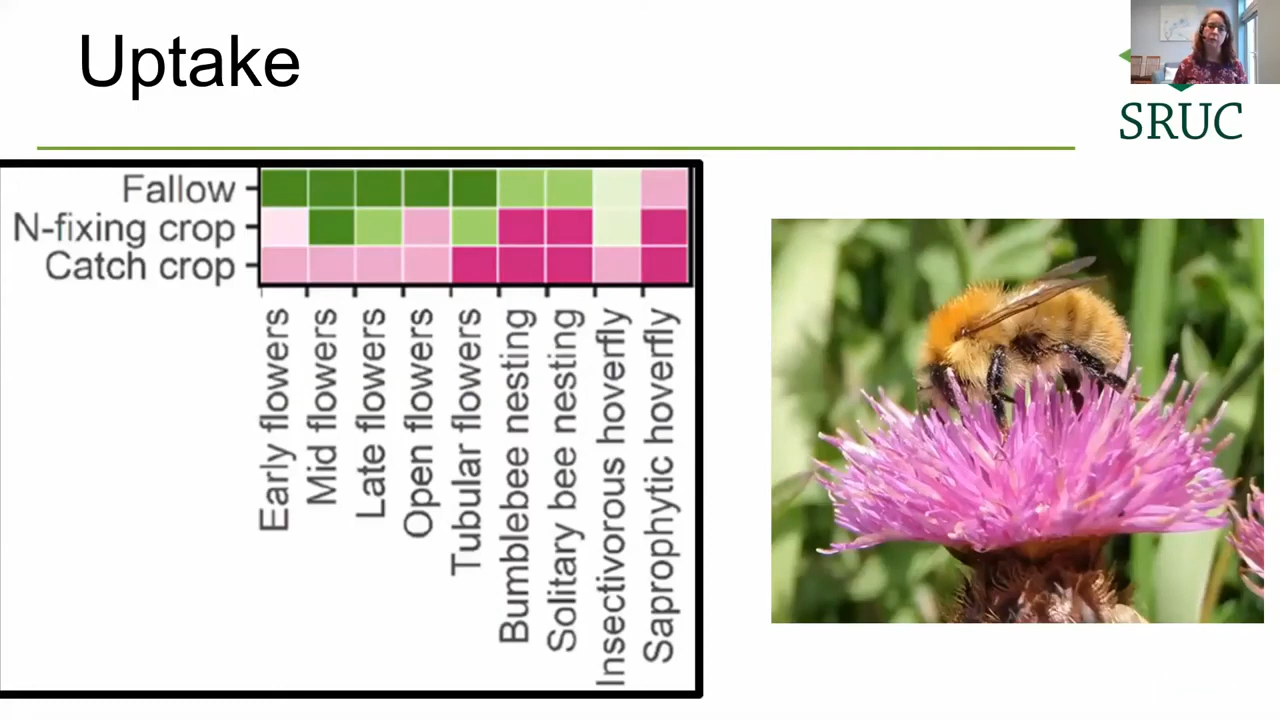 Uptake
SRUC
Fallow
N-fixing crop
Catch crop
Early flowers
Mid flowers
Late flowers
Open flowers
Tubular flowers
Bumblebee nesting
Solitary bee nesting
Insectivorous hoverfly
Saprophytic hoverfly